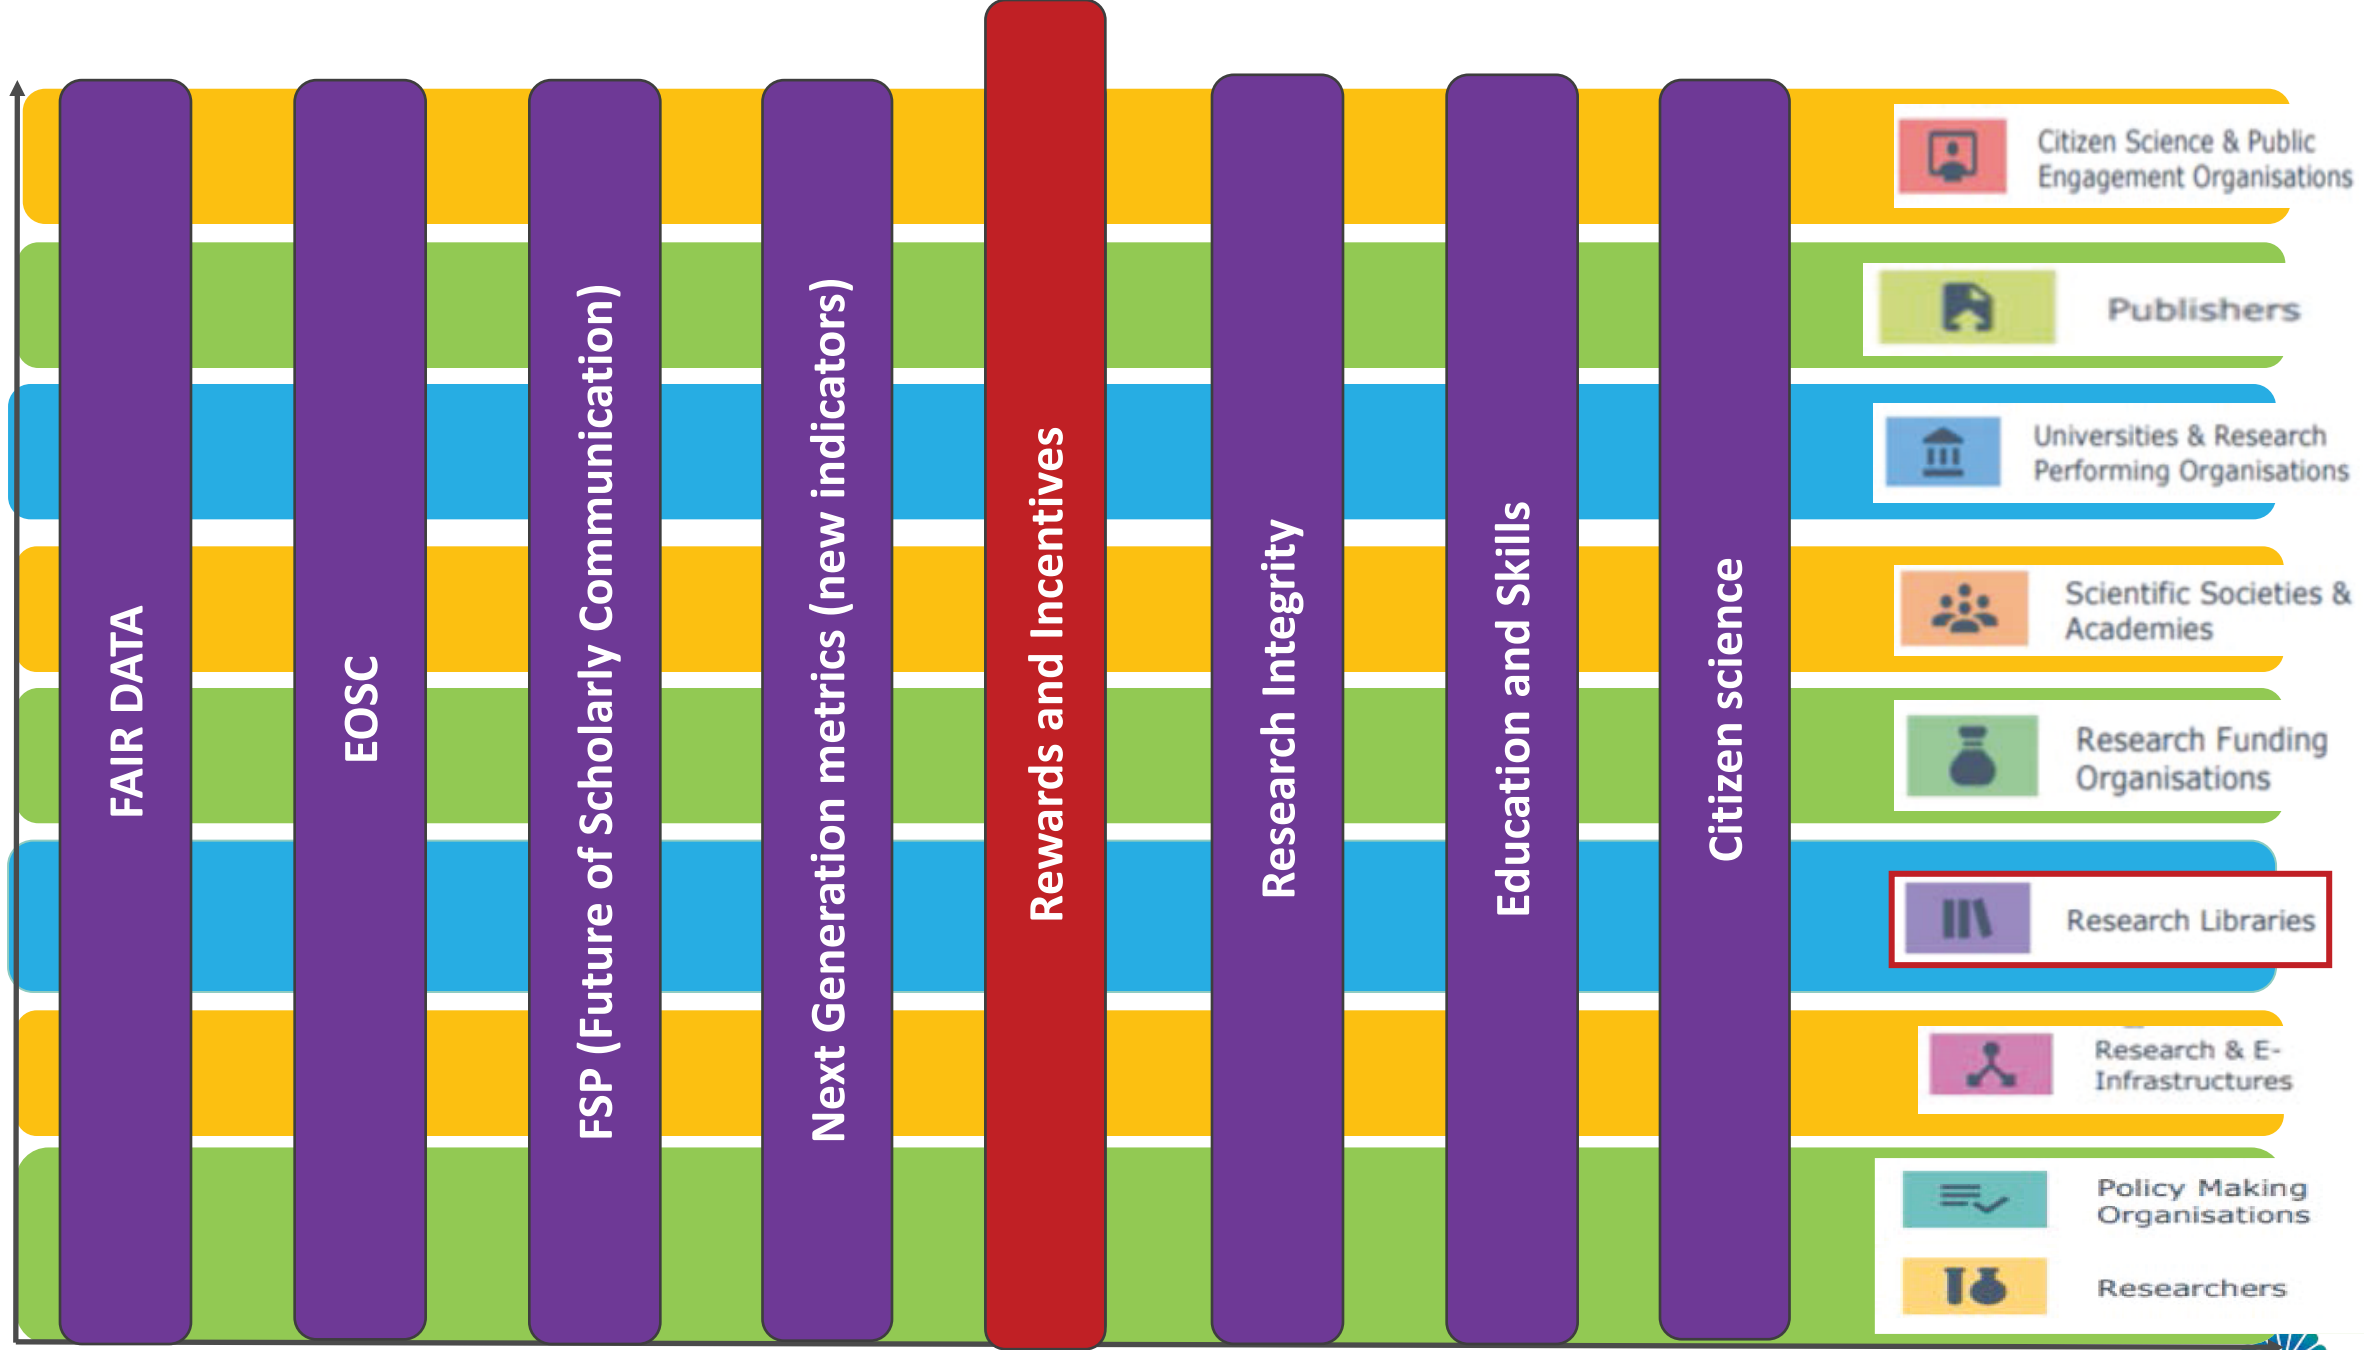 FAIR DATA
EOSC
FSP (Future of Scholarly Communication)
Next Generation metrics (new indicators)
Rewards and Incentives
Research Integrity
Education and Skills
Citizen science
Citizen Science & Public
Engagement Organisations
Publishers
Universities & Research
Performing Organisations
Scientific Societies &
Academies
Research Funding
Organisations
Research Libraries
Research & E-
Infrastructures
Policy Making
Organisations
Researchers